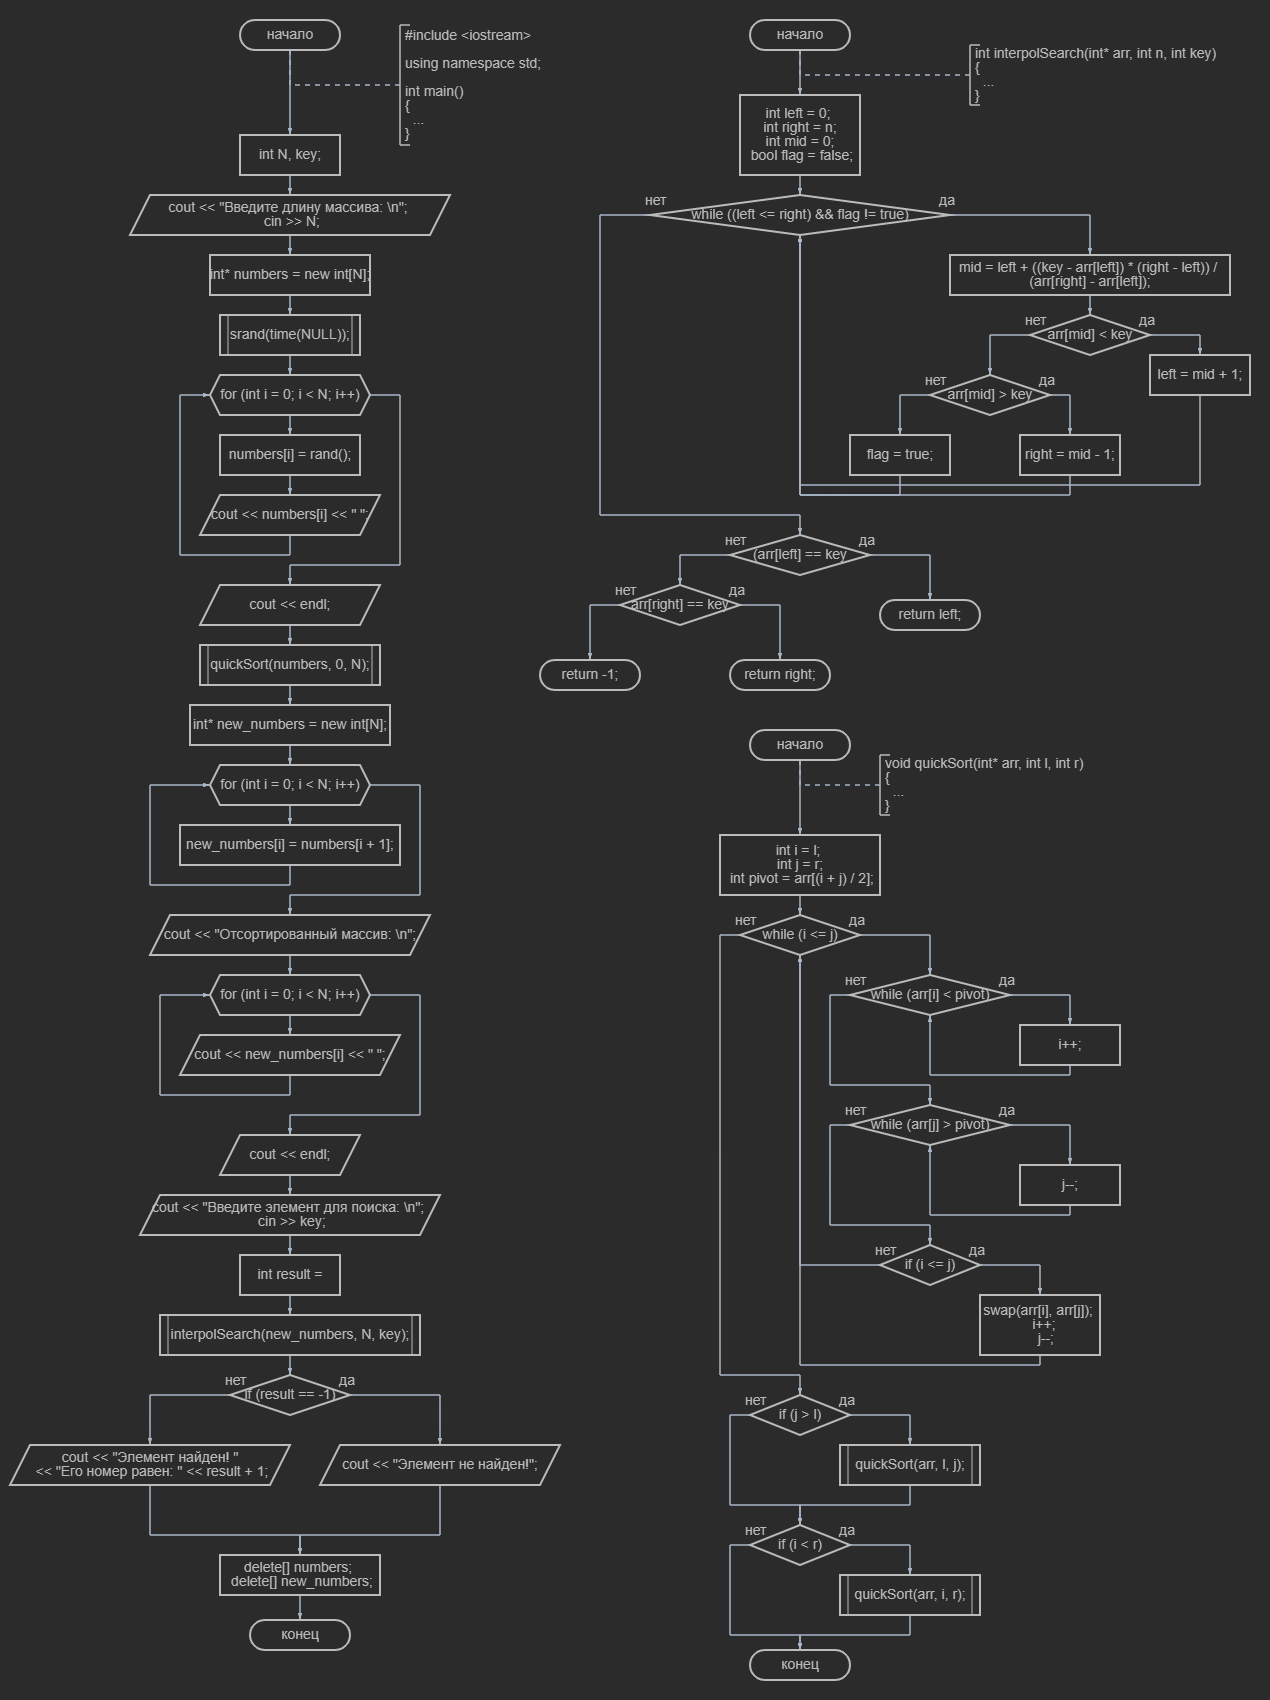 начало
#include <iostream>
using namespace std;
int main()
{
...
}
int N, key;
cout << "Введите длину массива: \n";
cin >> N;
int* numbers = new int[N];
srand(time(NULL));
for (int i = 0; i < N; i++)
numbers[i] = rand();
cout << numbers[i] << " ";
cout << endl;
quickSort(numbers, 0, N);
int* new_numbers = new int[N];
for (int i = 0; i < N; i++)
new_numbers[i] = numbers[i + 1];
cout << "Отсортированный массив: \n";
for (int i = 0; i < N; i++)
cout << new_numbers[i] << " ";
cout << endl;
cout << "Введите элемент для поиска: \n";
cin >> key;
int result =
interpolSearch(new_numbers, N, key);
нет
да
if (result == -1)
cout << "Элемент найден! "
<< "Его номер равен: " << result + 1;
cout << "Элемент не найден!";
delete[] numbers;
delete[] new_numbers;
конец
начало
int interpolSearch(int* arr, int n, int key)
{
...
}
int left = 0;
int right = n;
int mid = 0;
bool flag = false;
нет
да
while ((left <= right) && flag != true)
mid = left + ((key - arr[left]) * (right - left)) /
(arr[right] - arr[left]);
нет
да
arr[mid] < key
left = mid + 1;
нет
да
arr[mid] > key
flag = true;
right = mid - 1;
нет
да
(arr[left] == key
return left;
нет
да
arr[right] == key
return -1;
return right;
начало
void quickSort(int* arr, int l, int r)
{
...
}
int i = l;
int j = r;
int pivot = arr[(i + j) / 2];
нет
да
while (i <= j)
нет
да
while (arr[i] < pivot)
i++;
нет
да
while (arr[j] > pivot)
j--;
нет
да
if (i <= j)
swap(arr[i], arr[j]);
i++;
j--;
нет
да
if (j > l)
quickSort(arr, l, j);
нет
да
if (i < r)
quickSort(arr, i, r);
конец